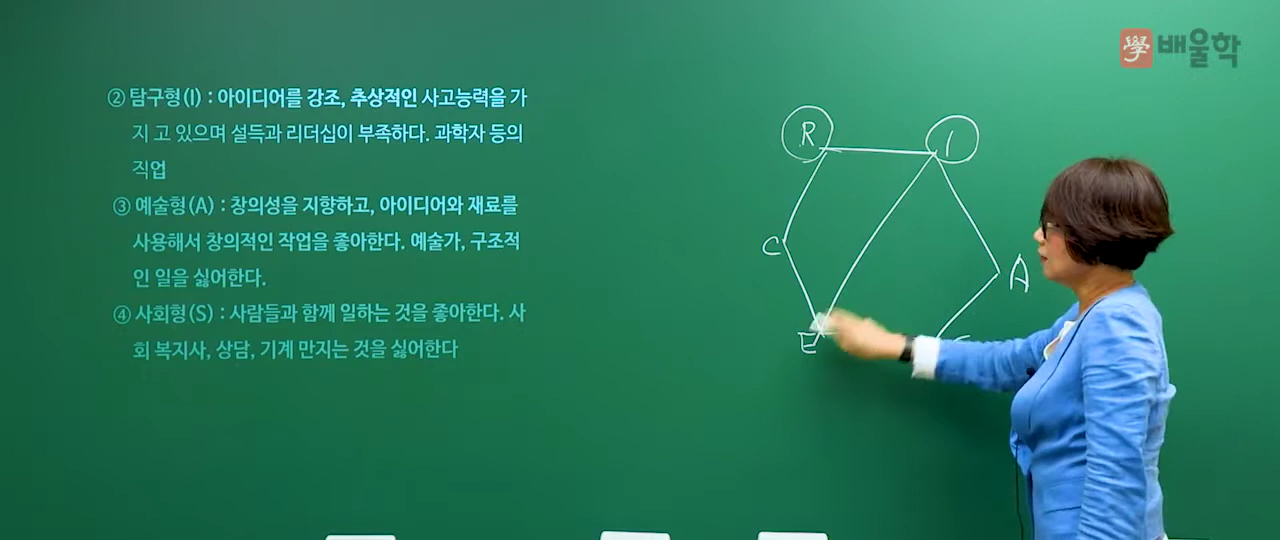 學 배울학
② 탐구형(I) : 아이디어를 강조, 추상적인 사고능력을 가
지 고 있으며 설득과 리더십이 부족하다. 과학자 등의
직업
③ 예술형(A) : 창의성을 지향하고, 아이디어와 재료를
사용해서 창의적인 작업을 좋아한다. 예술가, 구조적
인 일을 싫어한다.
④ 사회형(S) : 사람들과 함께 일하는 것을 좋아한다. 사
회 복지사, 상담, 기계 만지는 것을 싫어한다
R I
C A
E